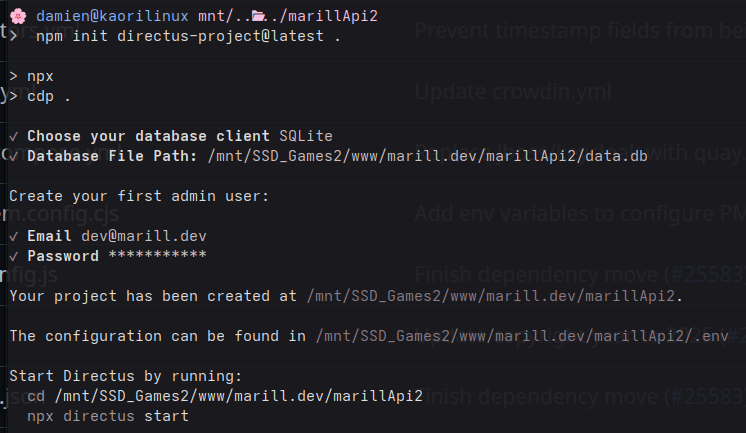 damien@kaorilinux mnt/..../marillApi2
> npm init directus-project@latest .
> npx
> cdp .
✓ Choose your database client SQLite
✓ Database File Path: /mnt/SSD_Games2/www/marill.dev/marillApi2/data.db
Create your first admin user:
✓ Email dev@marill.dev
✓ Password ***********
Your project has been created at /mnt/SSD_Games2/www/marill.dev/marillApi2.
The configuration can be found in /mnt/SSD_Games2/www/marill.dev/marillApi2/.env
Start Directus by running:
cd /mnt/SSD_Games2/www/marill.dev/marillApi2
npx directus start
Prevent timestamp fields from be
Update crowdin.yml
with quay.
Add env variables to configure PM
Finish dependency move (#25583
Finish dependency move (#25583